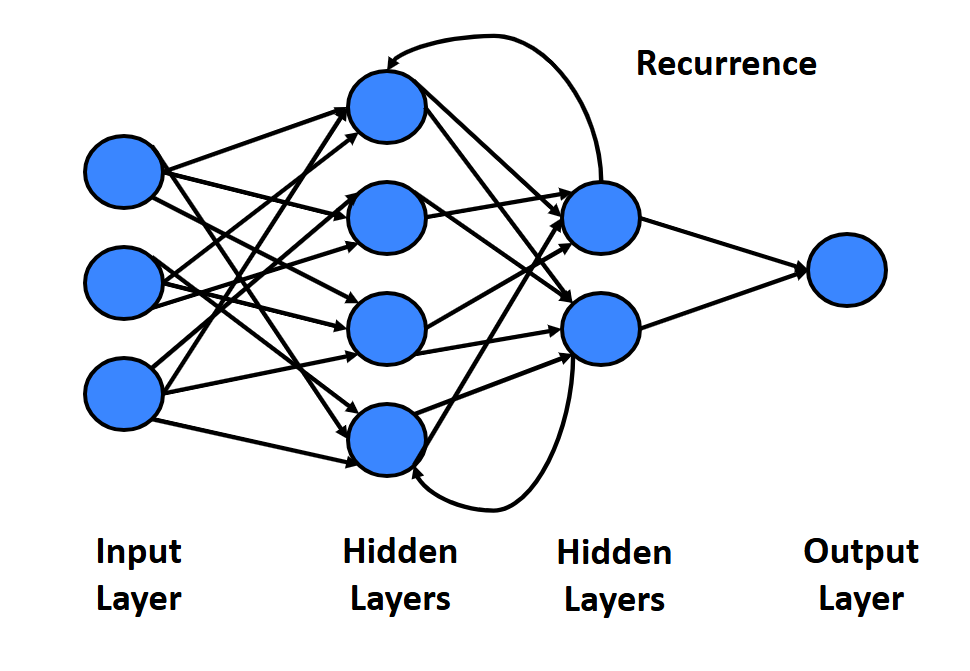 Recurrence
Input
Layer
Hidden
Layers
Hidden
Layers
Output
Layer